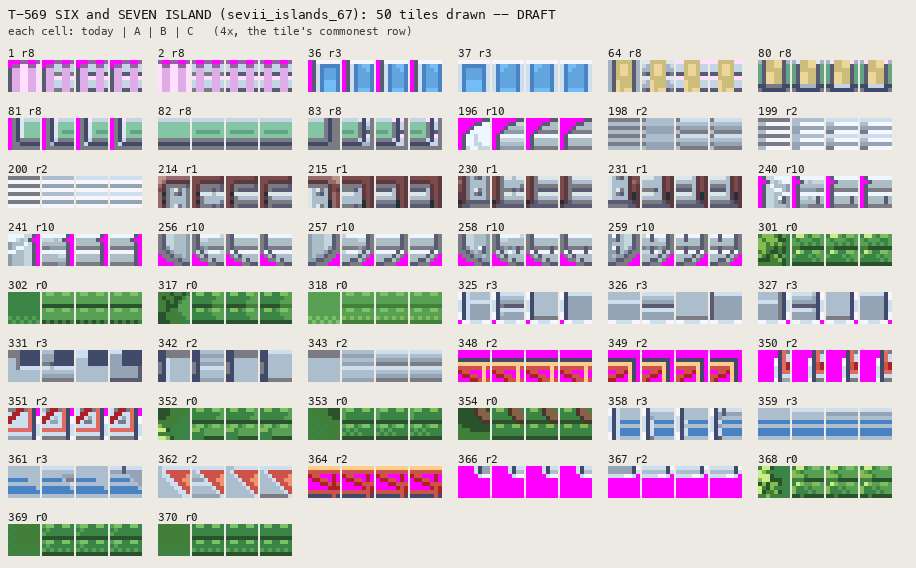 T-569 SIX and SEVEN ISLAND (sevii_islands_67): 50 tiles drawn -- DRAFT
each cell: today | A | B | C (4x, the tile's commonest row)
1 r8 2 r8 36 r3 37 r3 64 r8 80 r8
81 r8 82 r8 83 r8 196 r10 198 r2 199 r2
200 r2 214 r1 215 r1 230 r1 231 r1 240 r10
241 r10 256 r10 257 r10 258 r10 259 r10 301 r0
302 r0 317 r0 318 r0 325 r3 326 r3 327 r3
331 r3 342 r2 343 r2 348 r2 349 r2 350 r2
351 r2 352 r0 353 r0 354 r0 358 r3 359 r3
361 r3 362 r2 364 r2 366 r2 367 r2 368 r0
369 r0 370 r0